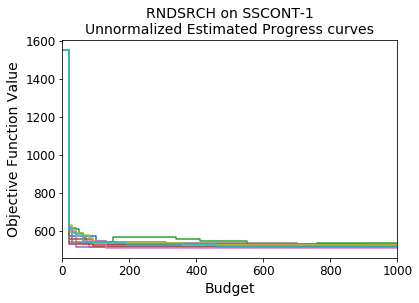 RNDSRCH on SSCONT-1
Unnormalized Estimated Progress curves
Objective Function Value
1600
1400
1200
1000
800
600
0 200 400 600 800 1000
Budget